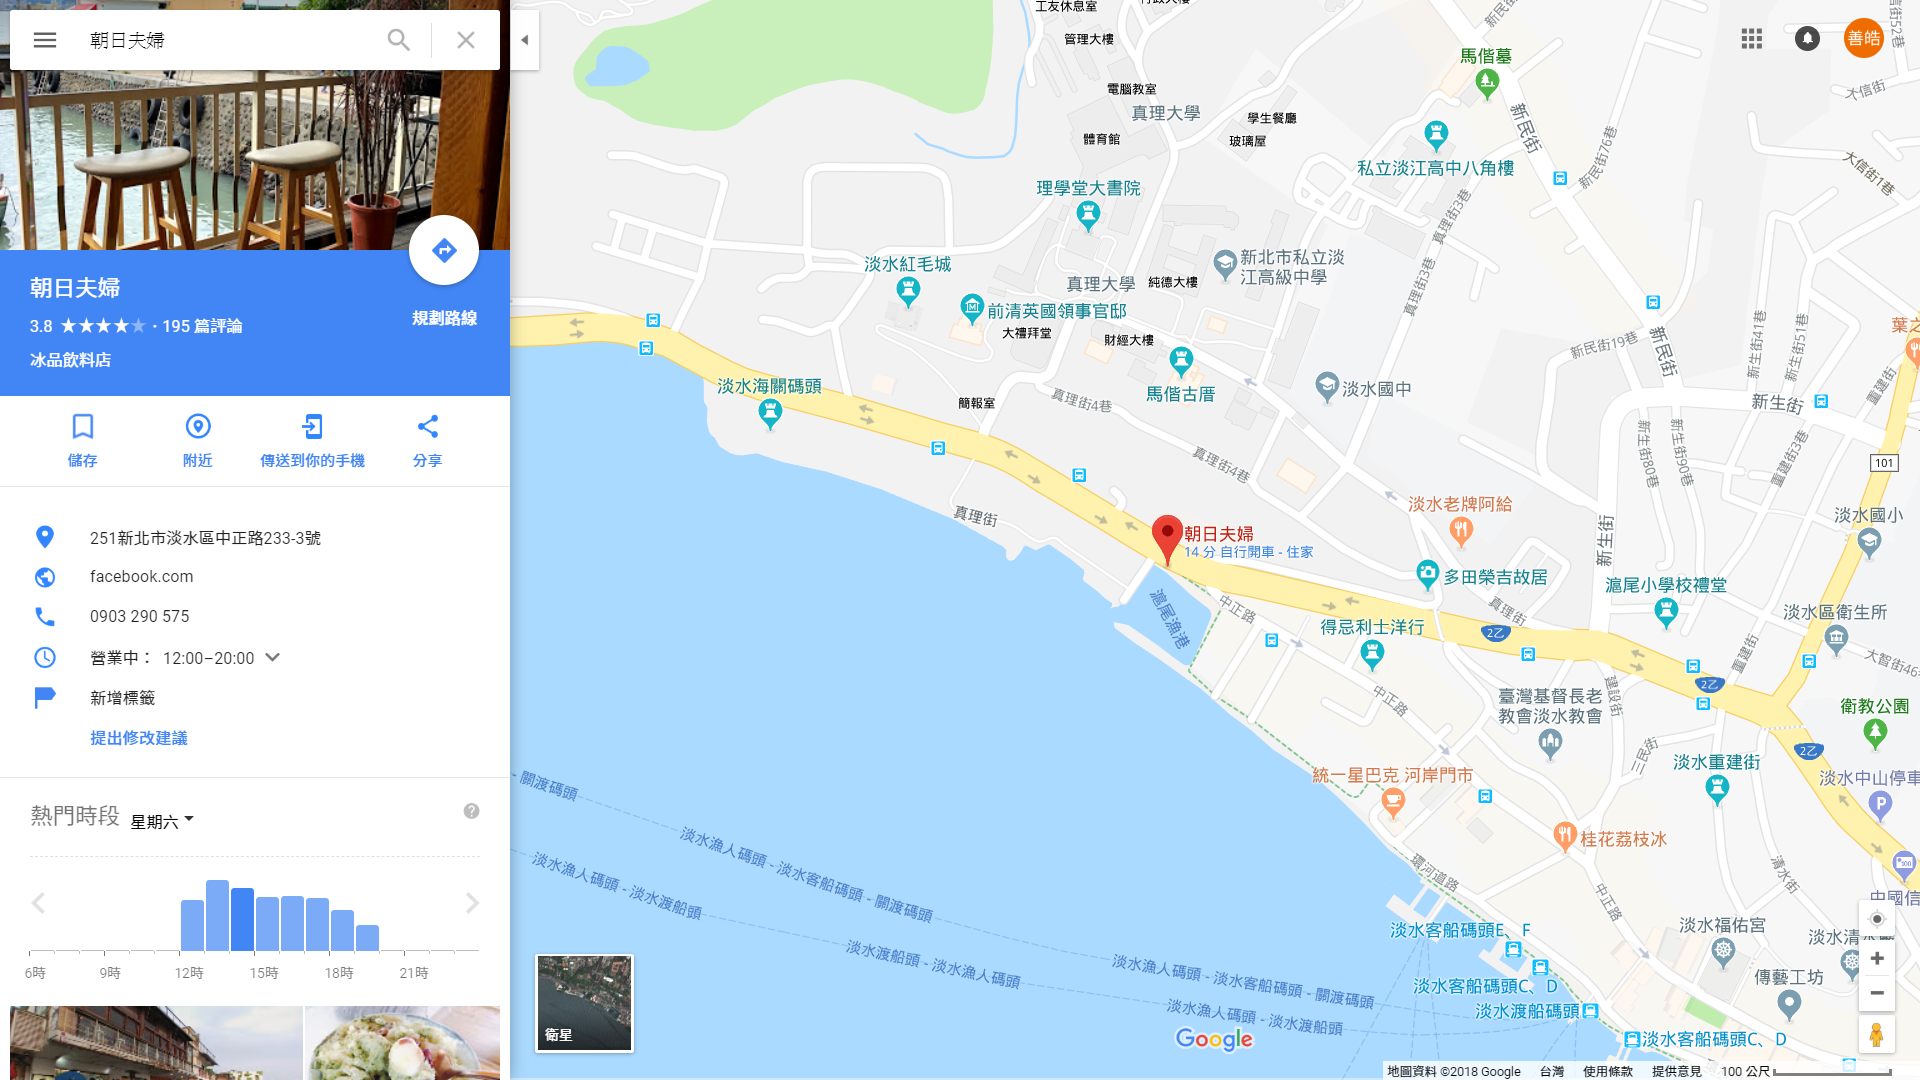 朝日夫婦
朝日夫婦
3.8 ★★★★★ · 195 篇評論
冰品飲料店
規劃路線
儲存
附近
傳送到你的手機
分享
251新北市淡水區中正路233-3號
facebook.com
0903 290 575
營業中： 12:00–20:00
新增標籤
提出修改建議
熱門時段 星期六
6時 9時 12時 15時 18時 21時
衛星
工友休息室
管理大樓
電腦教室
真理大學
體育館
學生餐廳
玻璃屋
馬偕墓
新民街
新民街76巷
私立淡江高中八角樓
大信街
大信街1巷
善皓
理學堂大書院
真理街3巷
真理街3巷
新北市私立淡
江高級中學
淡水紅毛城
真理大學
純德大樓
前清英國領事官邸
大禮拜堂
財經大樓
馬偕古厝
新民街19巷
新民街
新生街41巷
新生街51巷
重建街
淡水海關碼頭
簡報室
真理街4巷
淡水國中
新生街
新生街80巷
新生街90巷
重建街3巷
101
真理街4巷
真理街
淡水老牌阿給
新生街
淡水國小
朝日夫婦
14 分 自行開車 - 住家
多田榮吉故居
滬尾小學校禮堂
滬尾漁港
中正路
真理街
淡水區衛生所
得忌利士洋行
2乙
重建街
大智街46
2乙
中正路
臺灣基督長老
教會淡水教會
建設街
衛教公園
2乙
三民街
淡水重建街
淡水中山停車
統一星巴克 河岸門市
P
桂花荔枝冰
環河道路
清水街
中正路
中國信
- 關渡碼頭
淡水漁人碼頭 - 淡水客船碼頭 - 關渡碼頭
淡水漁人碼頭 - 淡水渡船頭
淡水渡船頭 - 淡水漁人碼頭
淡水漁人碼頭 - 淡水客船碼頭 - 關渡碼頭
淡水漁人碼頭 - 淡水渡船頭
淡水客船碼頭E、F
淡水福佑宮
淡水客船碼頭C、D
淡水渡船頭
傳藝工坊
淡水客船碼頭C、D
Google
地圖資料 ©2018 Google 台灣 使用條款 提供意見 100 公尺